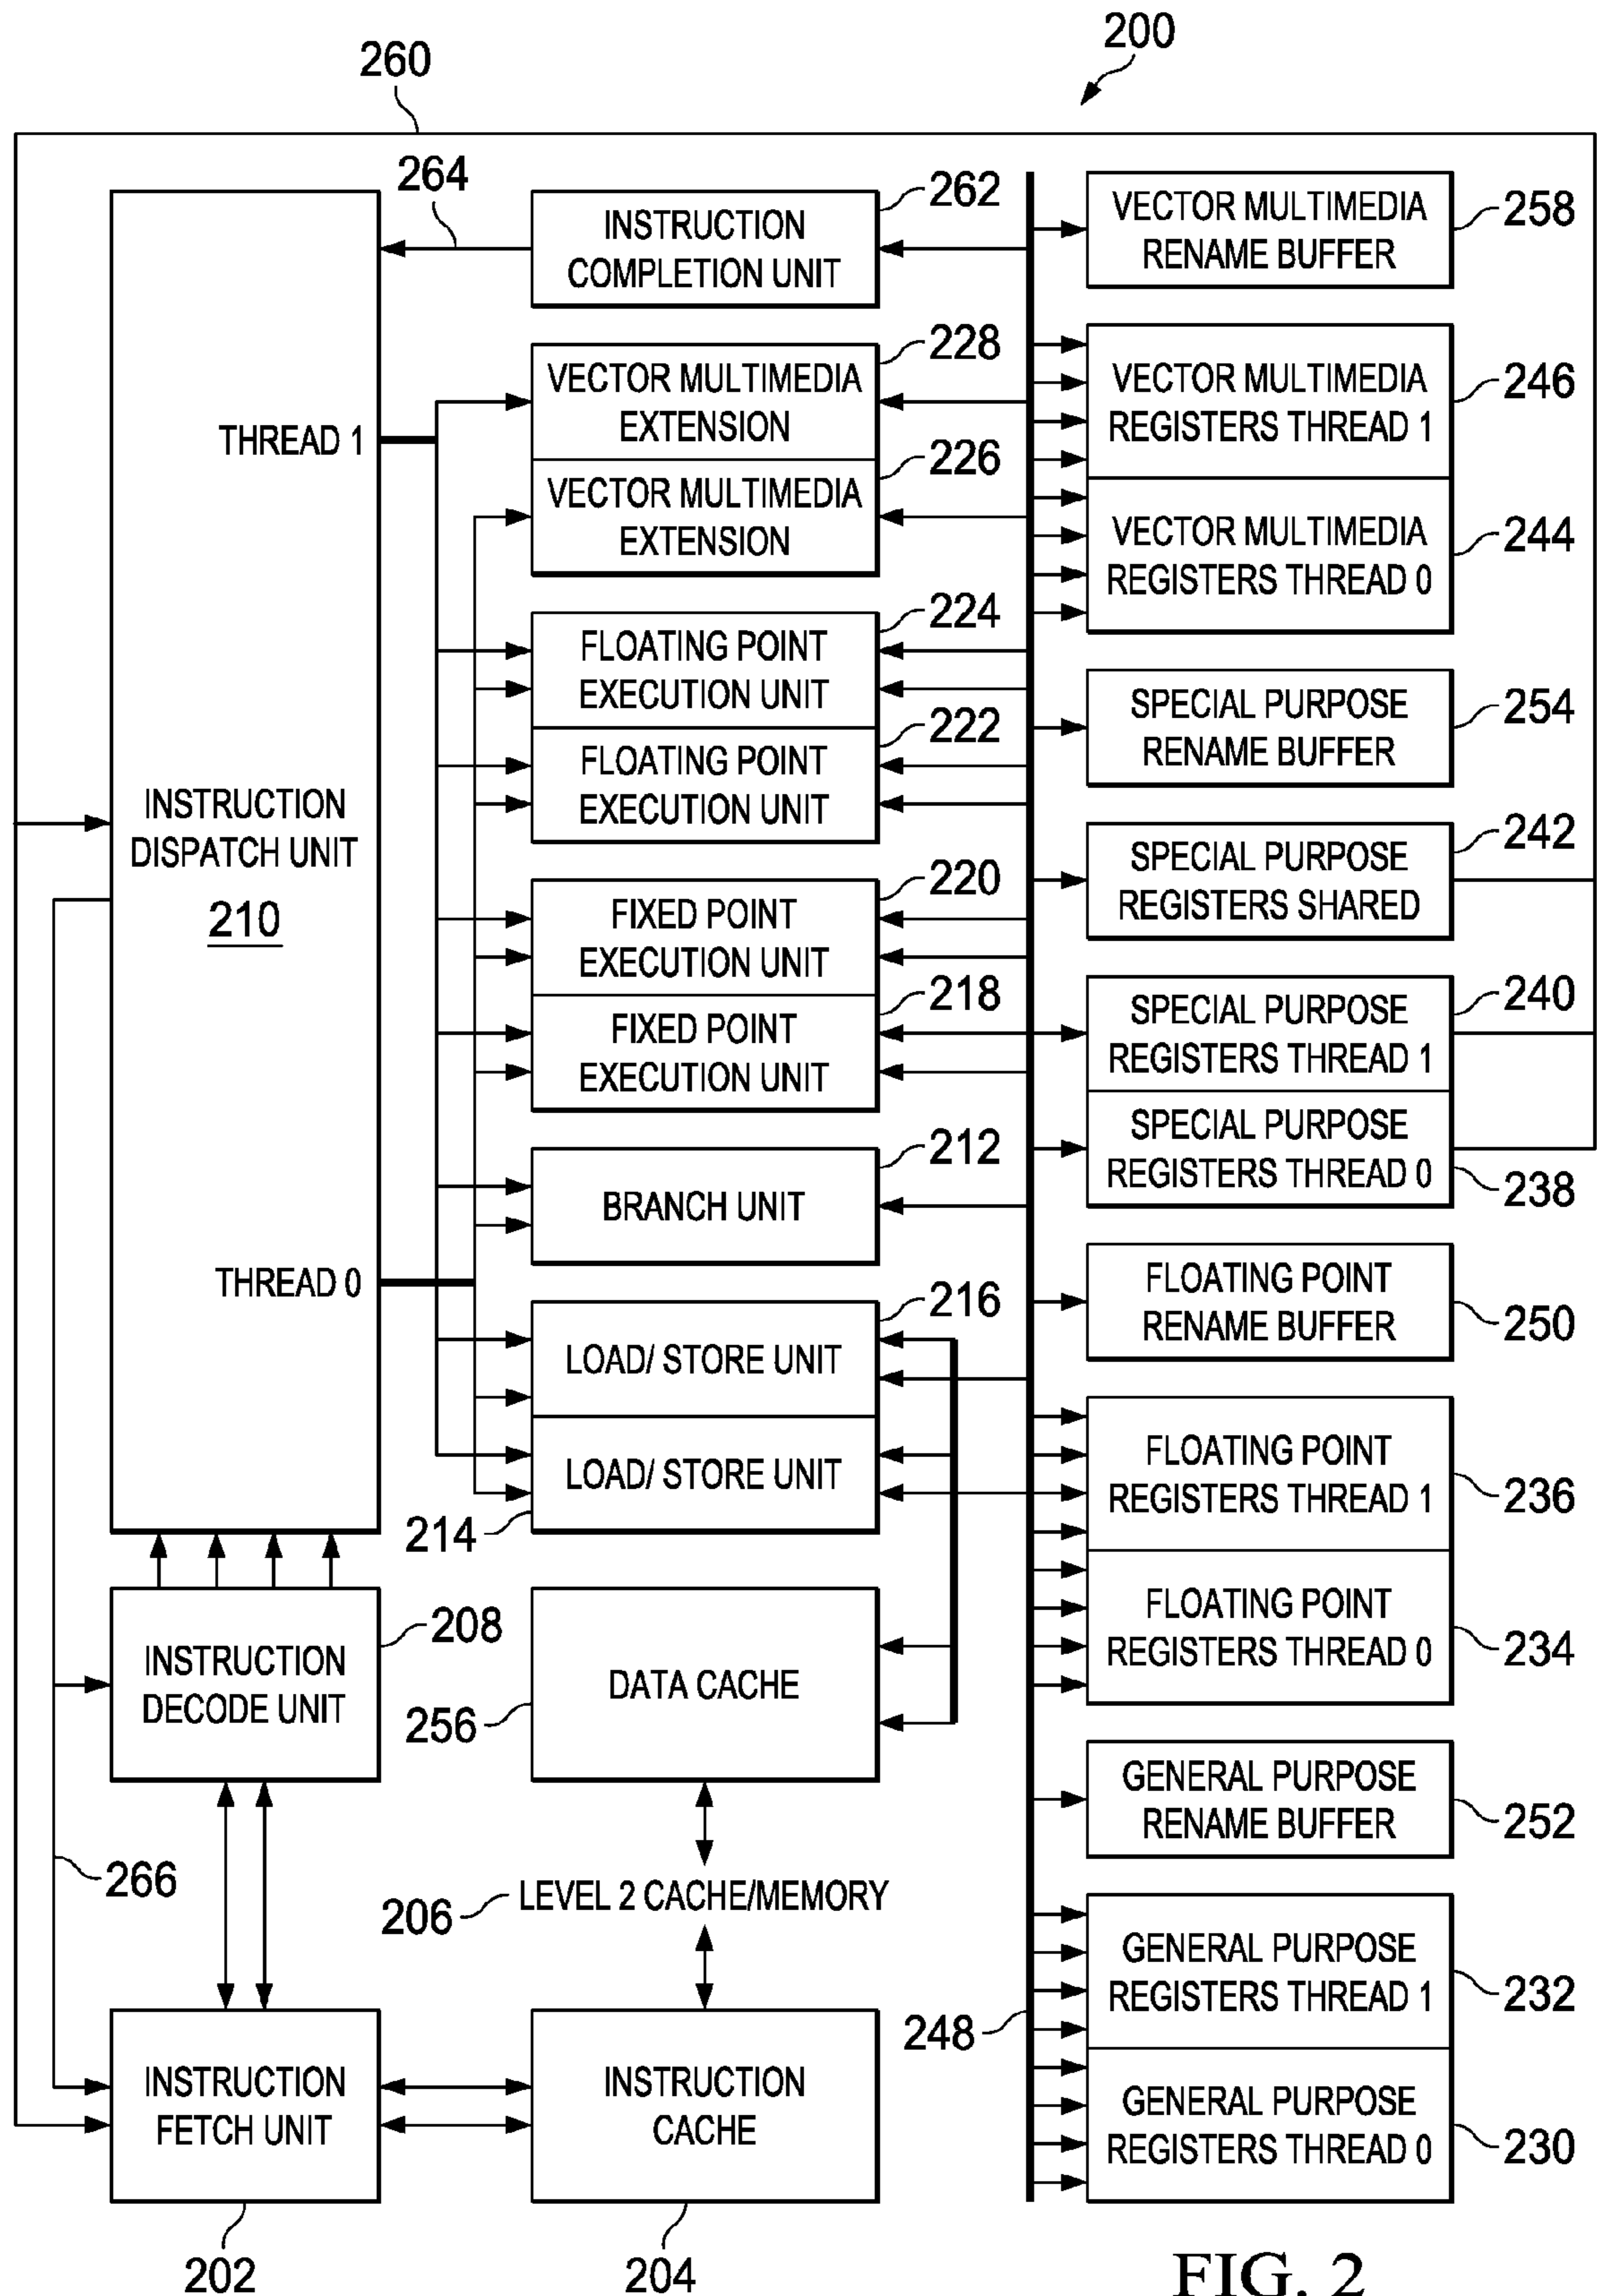 200
260
264
262
INSTRUCTION
COMPLETION UNIT
VECTOR MULTIMEDIA
RENAME BUFFER
258
228
VECTOR MULTIMEDIA
EXTENSION
226
VECTOR MULTIMEDIA
EXTENSION
THREAD 1
VECTOR MULTIMEDIA
REGISTERS THREAD 1
246
VECTOR MULTIMEDIA
REGISTERS THREAD 0
244
224
FLOATING POINT
EXECUTION UNIT
222
FLOATING POINT
EXECUTION UNIT
SPECIAL PURPOSE
RENAME BUFFER
254
INSTRUCTION
DISPATCH UNIT
210
SPECIAL PURPOSE
REGISTERS SHARED
242
220
FIXED POINT
EXECUTION UNIT
218
FIXED POINT
EXECUTION UNIT
SPECIAL PURPOSE
REGISTERS THREAD 1
240
SPECIAL PURPOSE
REGISTERS THREAD 0
238
212
BRANCH UNIT
THREAD 0
FLOATING POINT
RENAME BUFFER
250
216
LOAD/ STORE UNIT
LOAD/ STORE UNIT
214
FLOATING POINT
REGISTERS THREAD 1
236
FLOATING POINT
REGISTERS THREAD 0
234
208
INSTRUCTION
DECODE UNIT
DATA CACHE
256
GENERAL PURPOSE
RENAME BUFFER
252
266
206
LEVEL 2 CACHE/MEMORY
GENERAL PURPOSE
REGISTERS THREAD 1
232
248
INSTRUCTION
FETCH UNIT
INSTRUCTION
CACHE
GENERAL PURPOSE
REGISTERS THREAD 0
230
202
204
FIG. 2